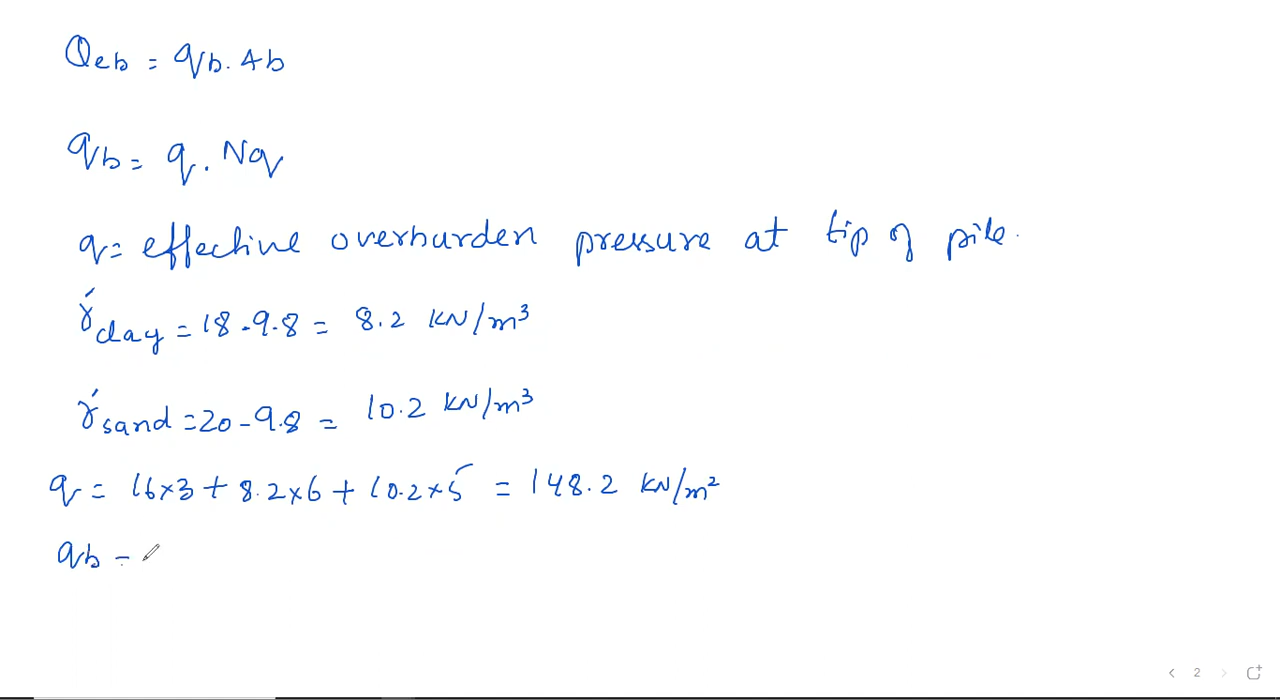 Qeb = qb. Ab
qb = q. Nq
q = effective overburden pressure at tip of pile.
γ́clay = 18 - 9.8 = 8.2 KN/m³
γ́sand = 20 - 9.8 = 10.2 KN/m³
q = 16×3 + 8.2×6 + 10.2×5 = 148.2 KN/m²
qb =
2